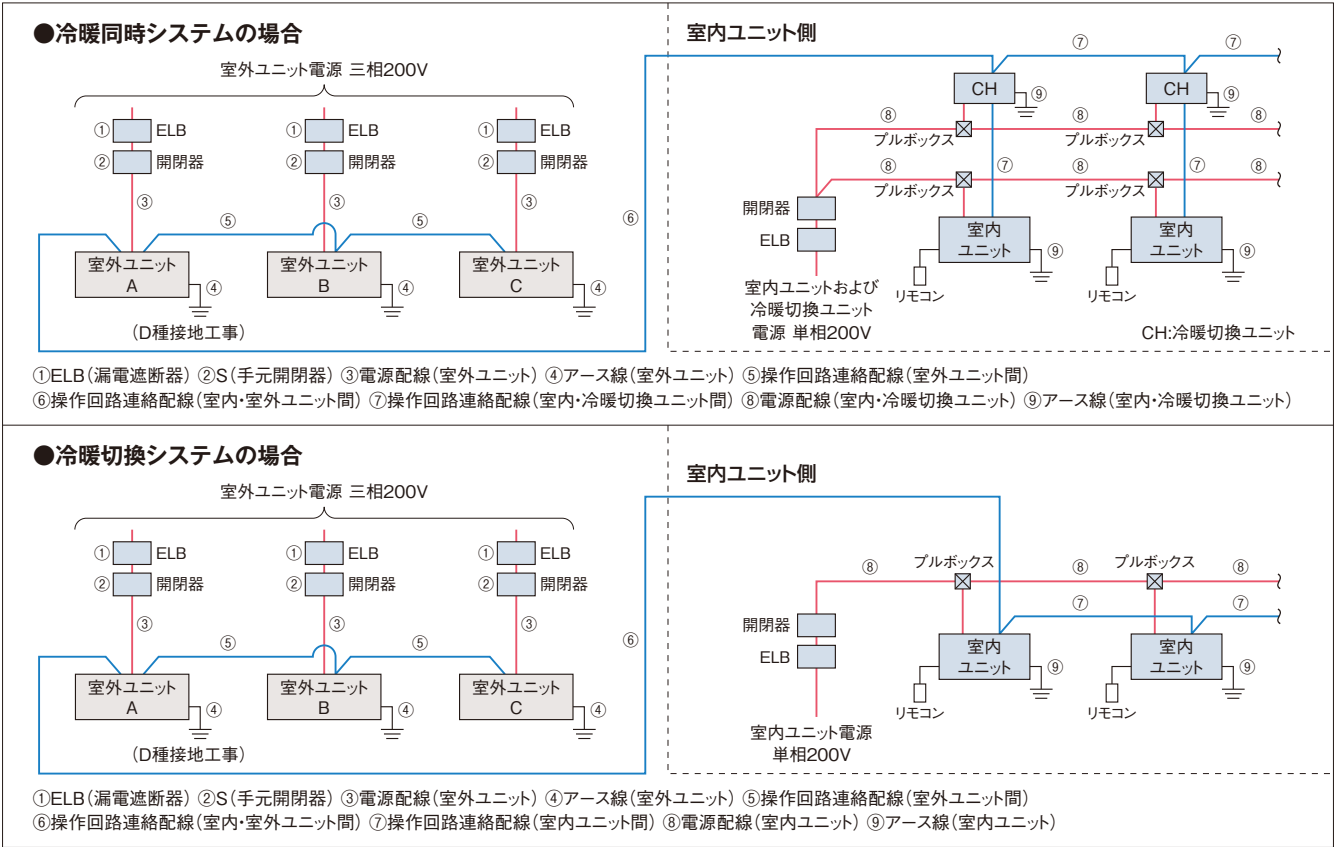 ●冷暖同時システムの場合
室外ユニット電源 三相200V
① ELB ① ELB ① ELB
② 開閉器 ② 開閉器 ② 開閉器
③ ③ ③
⑤ ⑤ ⑥
室外ユニット A ④
室外ユニット B ④
室外ユニット C ④
(D種接地工事)
室内ユニット側
⑦ ⑦
CH ⑨ CH ⑨
⑧ ⑧ ⑧
プルボックス プルボックス
⑧ ⑧ ⑦ ⑦ ⑧
プルボックス プルボックス
開閉器
ELB
室内
ユニット
⑨
リモコン
室内
ユニット
⑨
リモコン
室内ユニットおよび
冷暖切換ユニット
電源 単相200V
CH:冷暖切換ユニット
①ELB(漏電遮断器) ②S(手元開閉器) ③電源配線(室外ユニット) ④アース線(室外ユニット) ⑤操作回路連絡配線(室外ユニット間)
⑥操作回路連絡配線(室内・室外ユニット間) ⑦操作回路連絡配線(室内・冷暖切換ユニット間) ⑧電源配線(室内・冷暖切換ユニット) ⑨アース線(室内・冷暖切換ユニット)
●冷暖切換システムの場合
室外ユニット電源 三相200V
① ELB ① ELB ① ELB
② 開閉器 ② 開閉器 ② 開閉器
③ ③ ③
⑤ ⑤ ⑥
室外ユニット A ④
室外ユニット B ④
室外ユニット C ④
(D種接地工事)
室内ユニット側
⑧ プルボックス ⑧ プルボックス ⑧
⑦ ⑦
開閉器
ELB
室内
ユニット
⑨
リモコン
室内
ユニット
⑨
リモコン
室内ユニット電源
単相200V
①ELB(漏電遮断器) ②S(手元開閉器) ③電源配線(室外ユニット) ④アース線(室外ユニット) ⑤操作回路連絡配線(室外ユニット間)
⑥操作回路連絡配線(室内・室外ユニット間) ⑦操作回路連絡配線(室内ユニット間) ⑧電源配線(室内ユニット) ⑨アース線(室内ユニット)